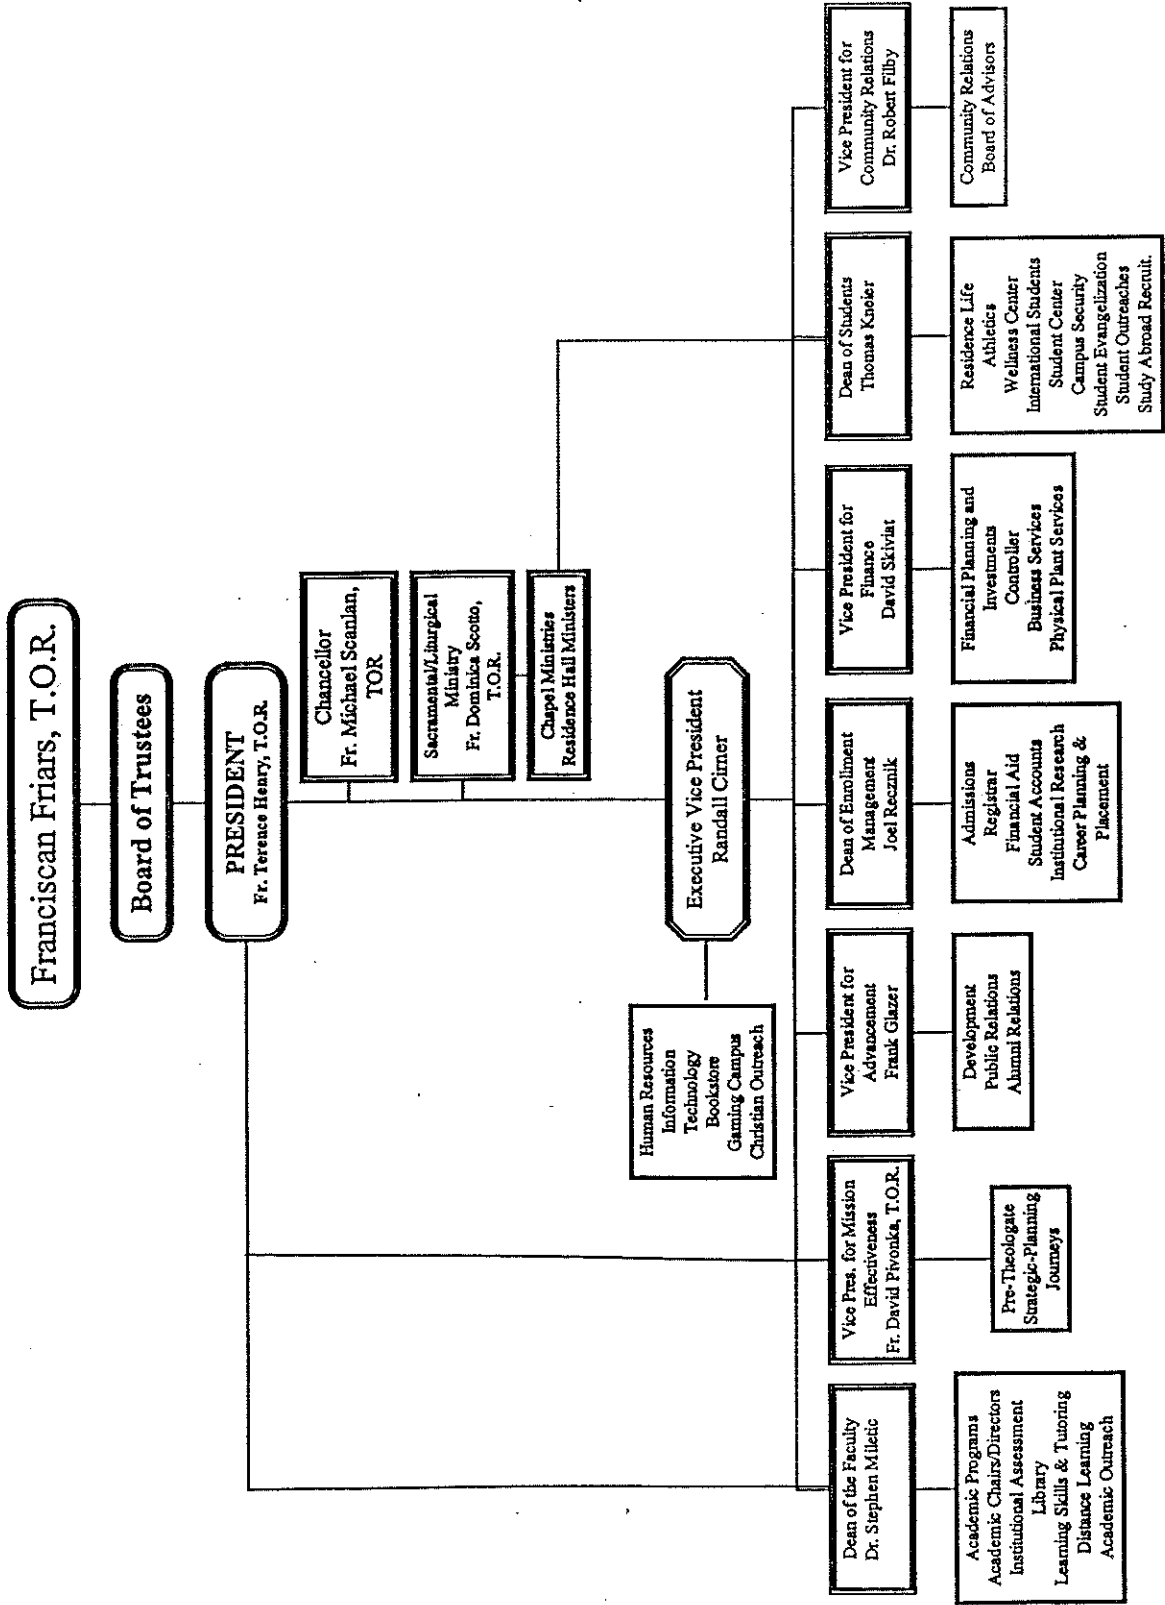 Franciscan Friars, T.O.R.
Board of Trustees
PRESIDENT
Fr. Terence Henry, T.O.R.
Chancellor
Fr. Michael Scanlan,
TOR
Sacramental/Liturgical
Ministry
Fr. Dominica Scotto,
T.O.R.
Chapel Ministries
Residence Hall Ministers
Executive Vice President
Randall Cirner
Human Resources
Information
Technology
Bookstore
Gaming Campus
Christian Outreach
Dean of the Faculty
Dr. Stephen Miletic
Vice Pres. for Mission
Effectiveness
Fr. David Pivonka, T.O.R.
Vice President for
Advancement
Frank Glazer
Dean of Enrollment
Management
Joel Recznik
Vice President for
Finance
David Skiviat
Dean of Students
Thomas Kneier
Vice President for
Community Relations
Dr. Robert Filby
Academic Programs
Academic Chairs/Directors
Institutional Assessment
Library
Learning Skills & Tutoring
Distance Learning
Academic Outreach
Pre-Theologate
Strategic-Planning
Journeys
Development
Public Relations
Alumni Relations
Admissions
Registrar
Financial Aid
Student Accounts
Institutional Research
Career Planning &
Placement
Financial Planning and
Investments
Controller
Business Services
Physical Plant Services
Residence Life
Athletics
Wellness Center
International Students
Student Center
Campus Security
Student Evangelization
Student Outreaches
Study Abroad Recruit.
Community Relations
Board of Advisors